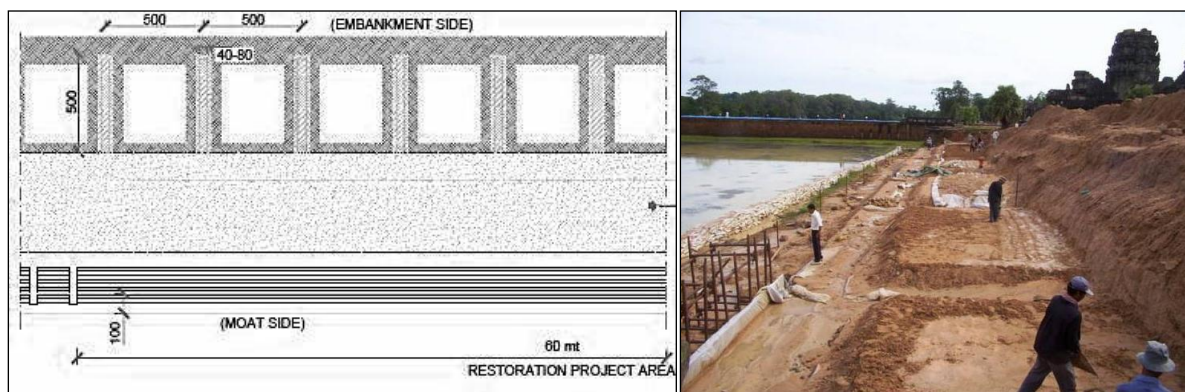 500
500
(EMBANKMENT SIDE)
40-80
500
100
(MOAT SIDE)
60 mt
RESTORATION PROJECT AREA